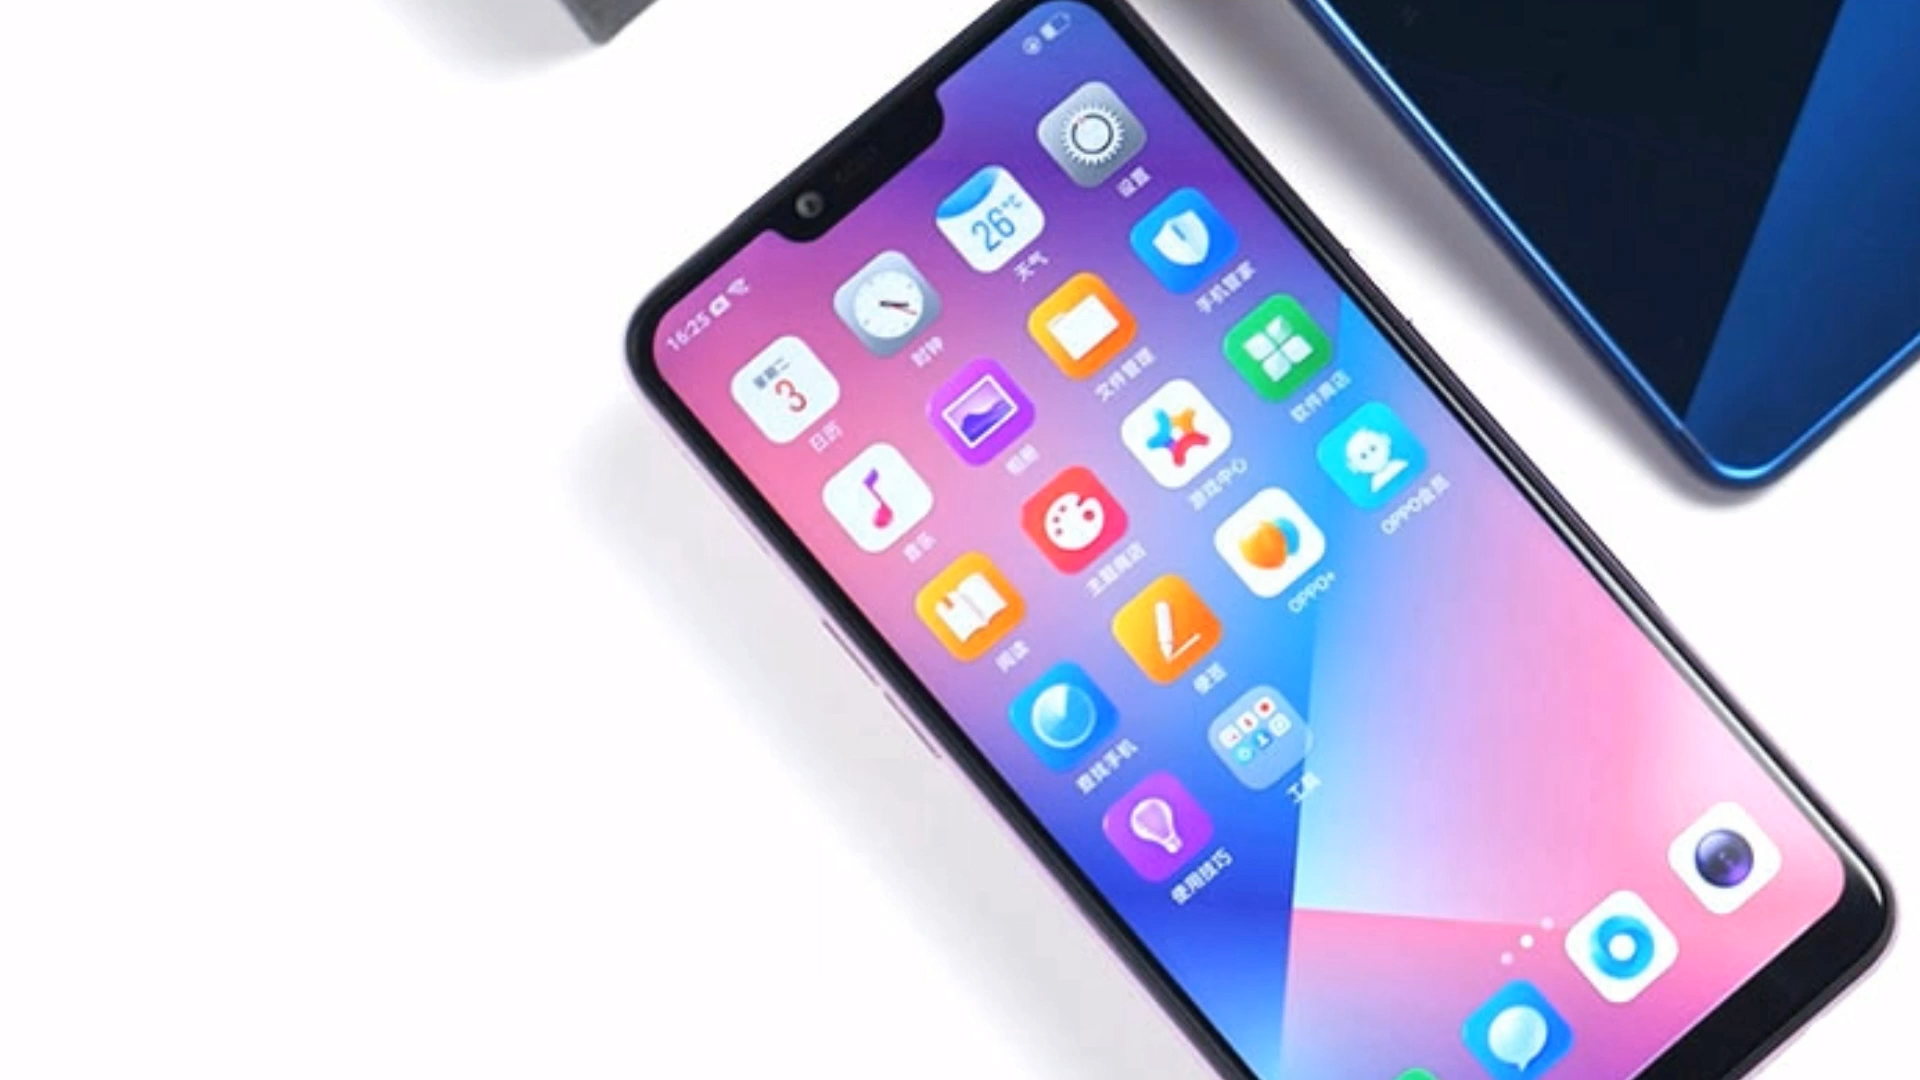 16:25
星期二
3
日历
时钟
26°C
天气
设置
音乐
相册
文件管理
手机管家
阅读
主题商店
游戏中心
软件商店
查找手机
便签
OPPO+
OPPO会员
使用技巧
工具